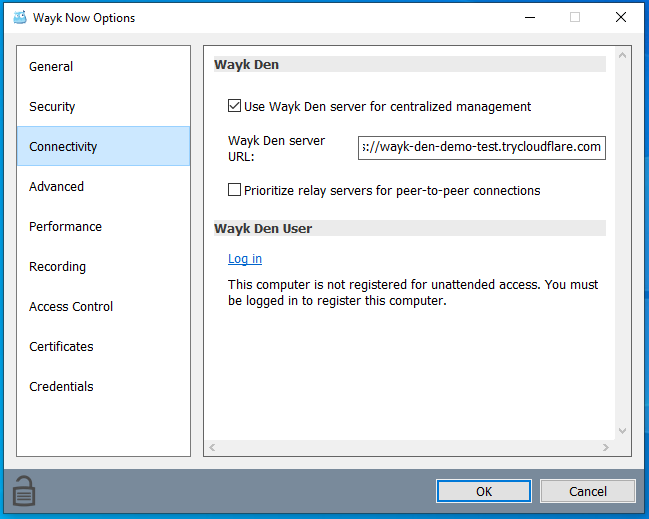 Wayk Now Options
General
Security
Connectivity
Advanced
Performance
Recording
Access Control
Certificates
Credentials
Wayk Den
Use Wayk Den server for centralized management
Wayk Den server
URL:
://wayk-den-demo-test.trycloudflare.com
Prioritize relay servers for peer-to-peer connections
Wayk Den User
Log in
This computer is not registered for unattended access. You must
be logged in to register this computer.
OK
Cancel